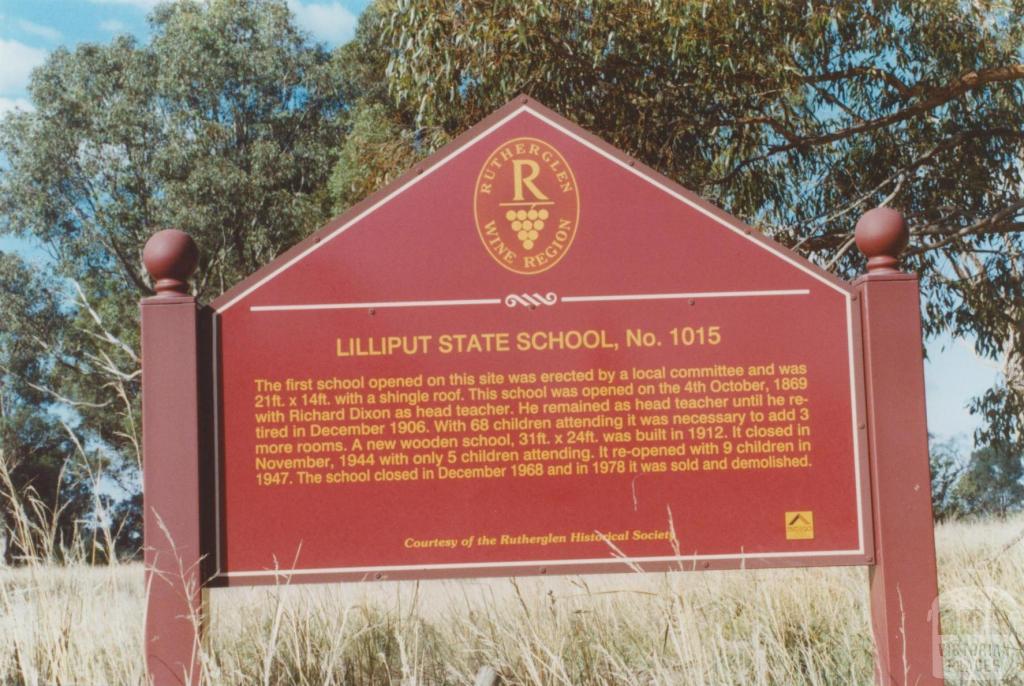 RUTHERGLEN
R
WINE REGION
LILLIPUT STATE SCHOOL, No. 1015
The first school opened on this site was erected by a local committee and was
21ft. x 14ft. with a shingle roof. This school was opened on the 4th October, 1869
with Richard Dixon as head teacher. He remained as head teacher until he re-
tired in December 1906. With 68 children attending it was necessary to add 3
more rooms. A new wooden school, 31ft. x 24ft. was built in 1912. It closed in
November, 1944 with only 5 children attending. It re-opened with 9 children in
1947. The school closed in December 1968 and in 1978 it was sold and demolished.
Courtesy of the Rutherglen Historical Society
VICTORIAN
PLACES